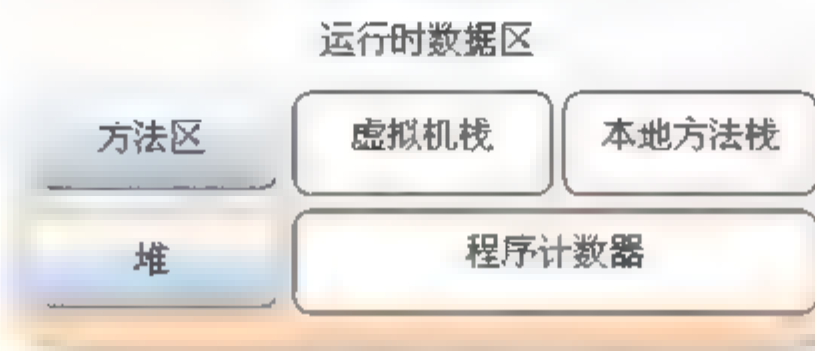 运行时数据区
方法区
虚拟机栈
本地方法栈
堆
程序计数器